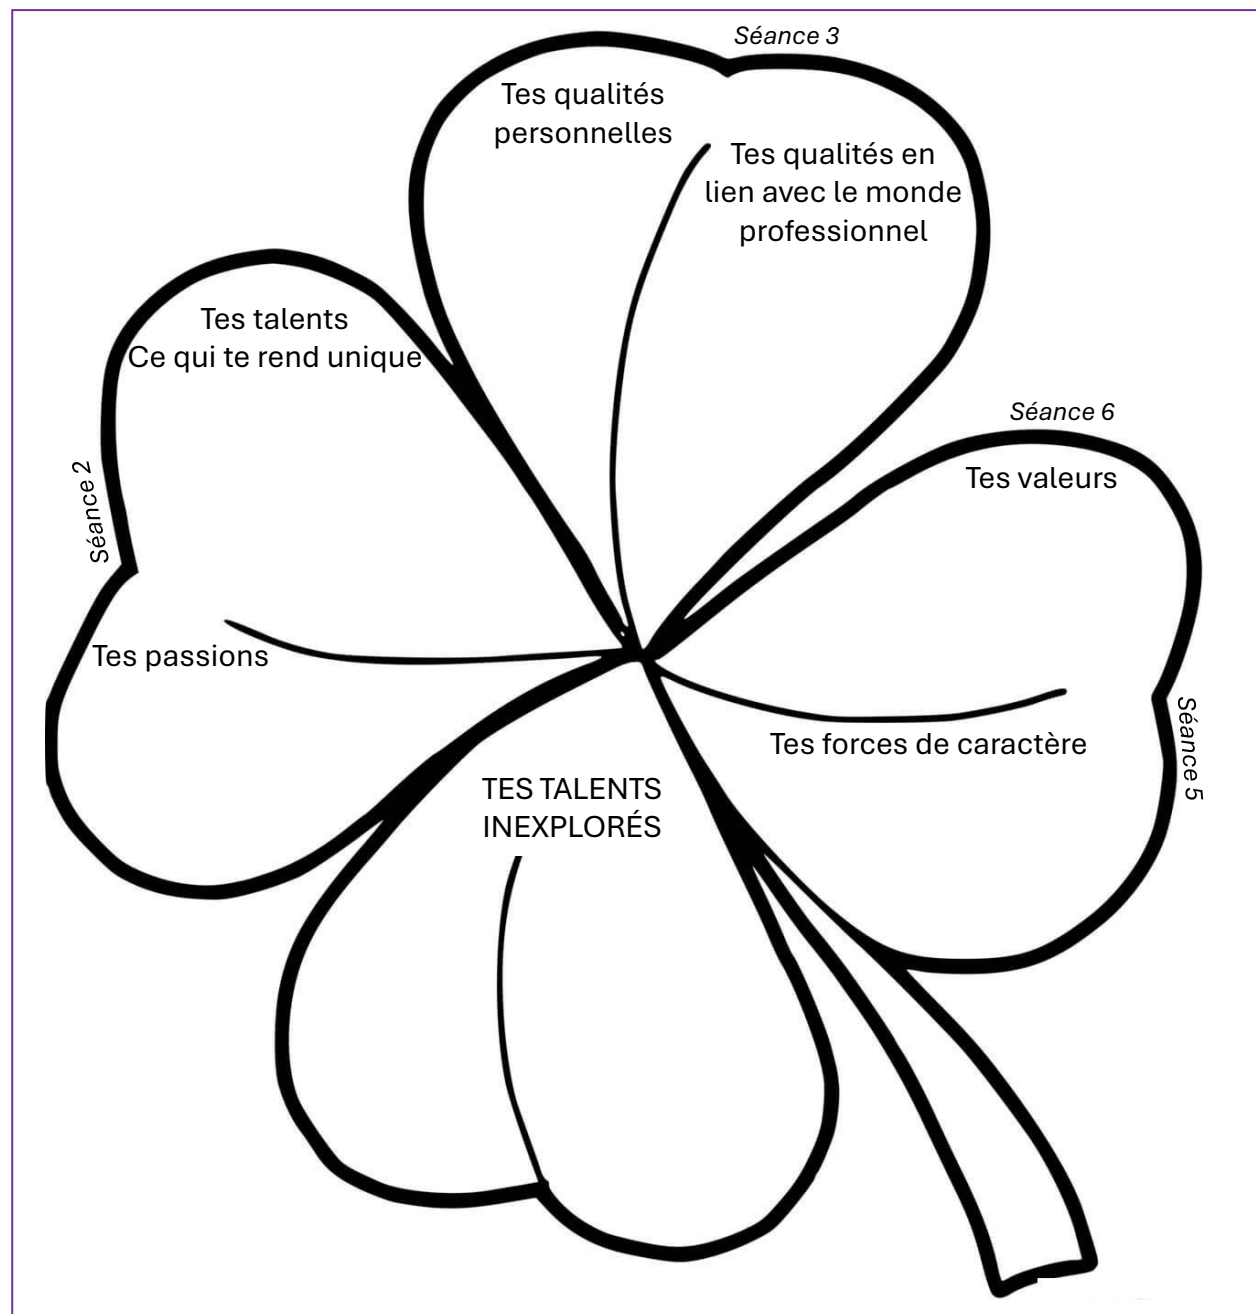 Séance 3
Tes qualités
personnelles
Tes qualités en
lien avec le monde
professionnel
Tes talents
Ce qui te rend unique
Séance 2
Tes passions
Séance 6
Tes valeurs
Tes forces de caractère
Séance 5
TES TALENTS
INEXPLORÉS